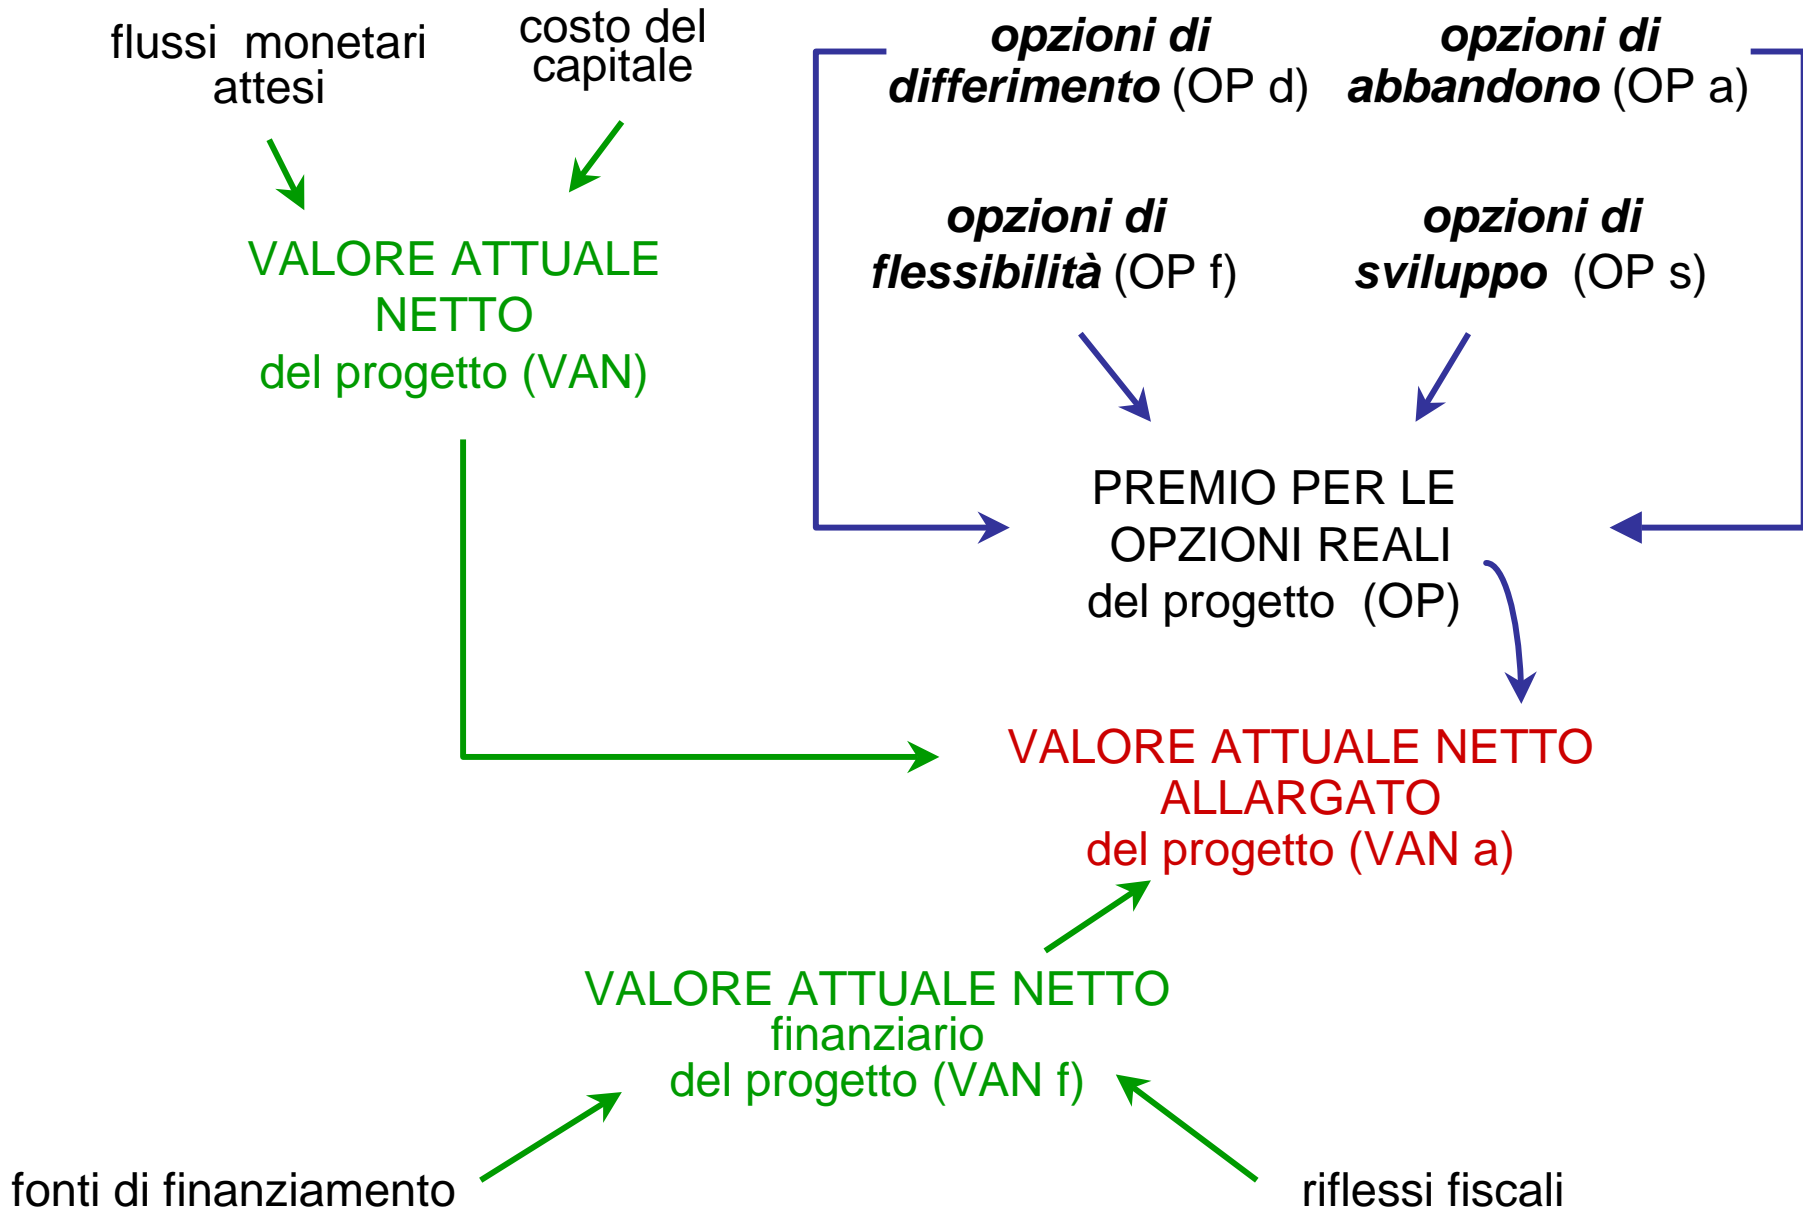 flussi monetari
attesi
costo del
capitale
opzioni di
differimento (OP d)
opzioni di
abbandono (OP a)
opzioni di
flessibilità (OP f)
opzioni di
sviluppo (OP s)
VALORE ATTUALE
NETTO
del progetto (VAN)
PREMIO PER LE
OPZIONI REALI
del progetto (OP)
VALORE ATTUALE NETTO
ALLARGATO
del progetto (VAN a)
VALORE ATTUALE NETTO
finanziario
del progetto (VAN f)
fonti di finanziamento
riflessi fiscali